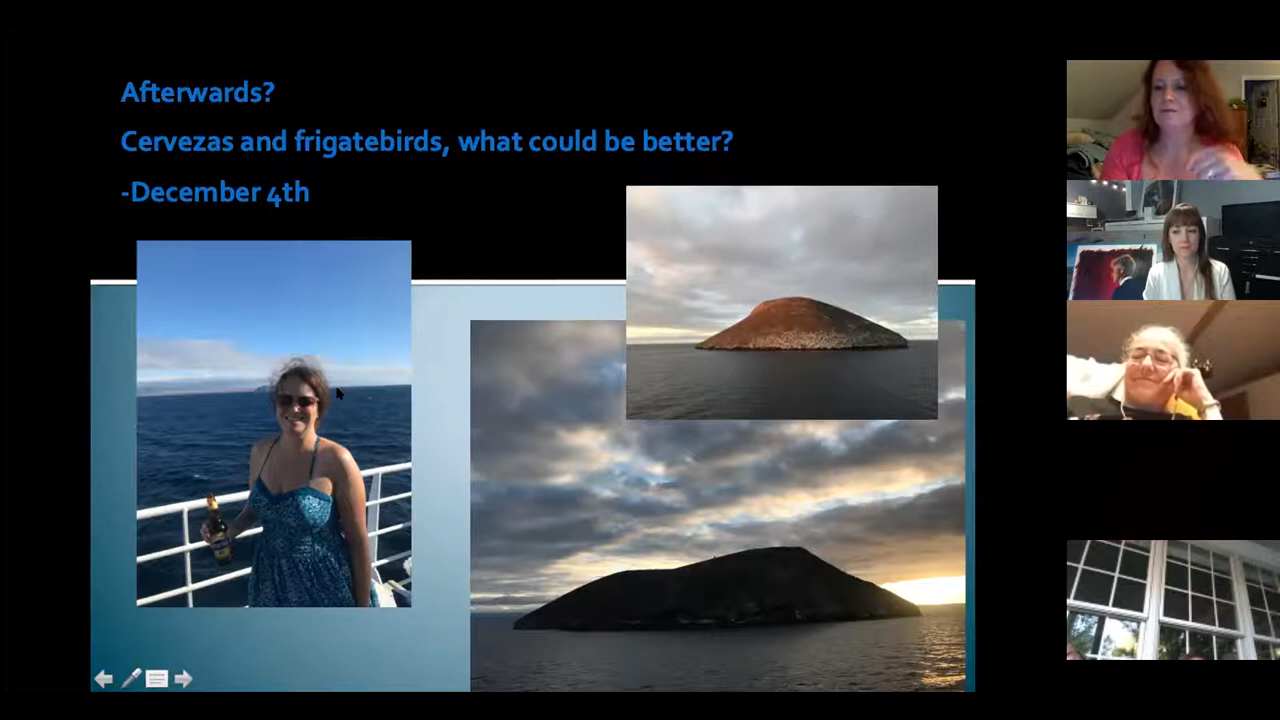 Afterwards?
Cervezas and frigatebirds, what could be better?
-December 4th